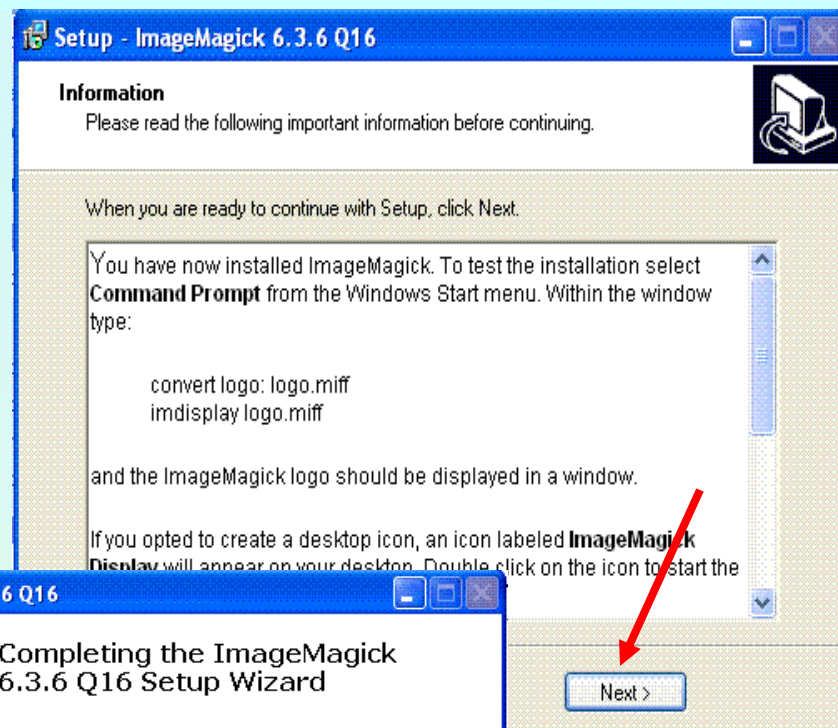 Setup - ImageMagick 6.3.6 Q16
Information
Please read the following important information before continuing.
When you are ready to continue with Setup, click Next.
You have now installed ImageMagick. To test the installation select
Command Prompt from the Windows Start menu. Within the window
type:
convert logo: logo.miff
imdisplay logo.miff
and the ImageMagick logo should be displayed in a window.
If you opted to create a desktop icon, an icon labeled ImageMagick
Display will appear on your desktop. Double click on the icon to start the
6 Q16
Completing the ImageMagick
6.3.6 Q16 Setup Wizard
Next >